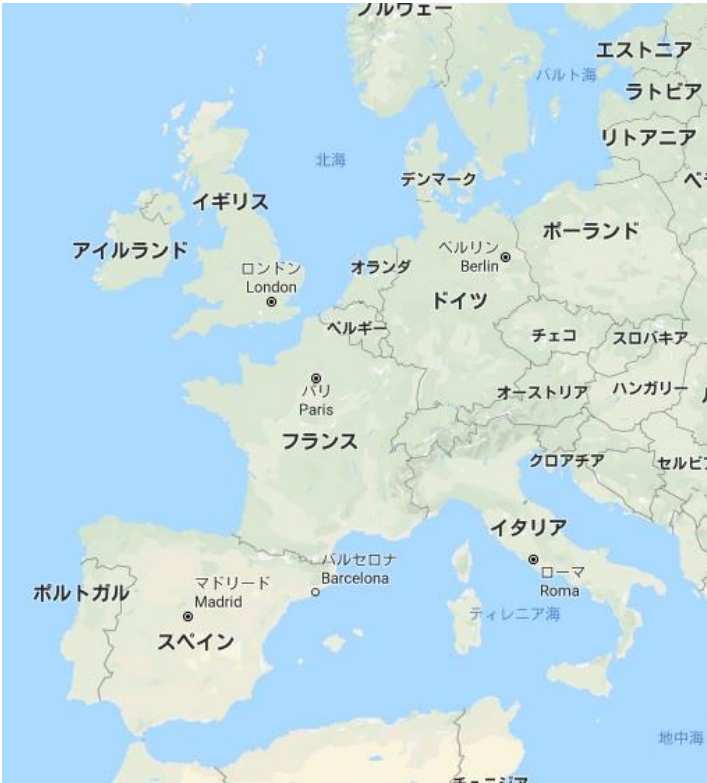 ノルウェー
エストニア
バルト海
ラトビア
北海
リトアニア
デンマーク
イギリス
アイルランド
ポーランド
ベルリン
Berlin
ロンドン
London
オランダ
ドイツ
ベルギー
チェコ
スロバキア
パリ
Paris
オーストリア
ハンガリー
フランス
クロアチア
セルビ
イタリア
バルセロナ
Barcelona
ローマ
Roma
マドリード
Madrid
ポルトガル
スペイン
ティレニア海
地中海
チュニジア